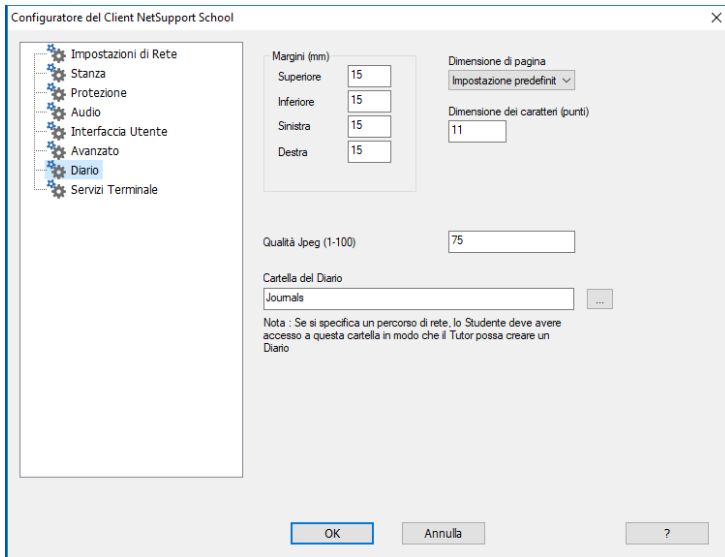 Configuratore del Client NetSupport School
Impostazioni di Rete
Stanza
Protezione
Audio
Interfaccia Utente
Avanzato
Diario
Servizi Terminale
Margini (mm)
Superiore 15
Inferiore 15
Sinistra 15
Destra 15
Dimensione di pagina
Impostazione predefinit
Dimensione dei caratteri (punti)
11
Qualità Jpeg (1-100) 75
Cartella del Diario
Journals ...
Nota : Se si specifica un percorso di rete, lo Studente deve avere
accesso a questa cartella in modo che il Tutor possa creare un
Diario
OK Annulla ?